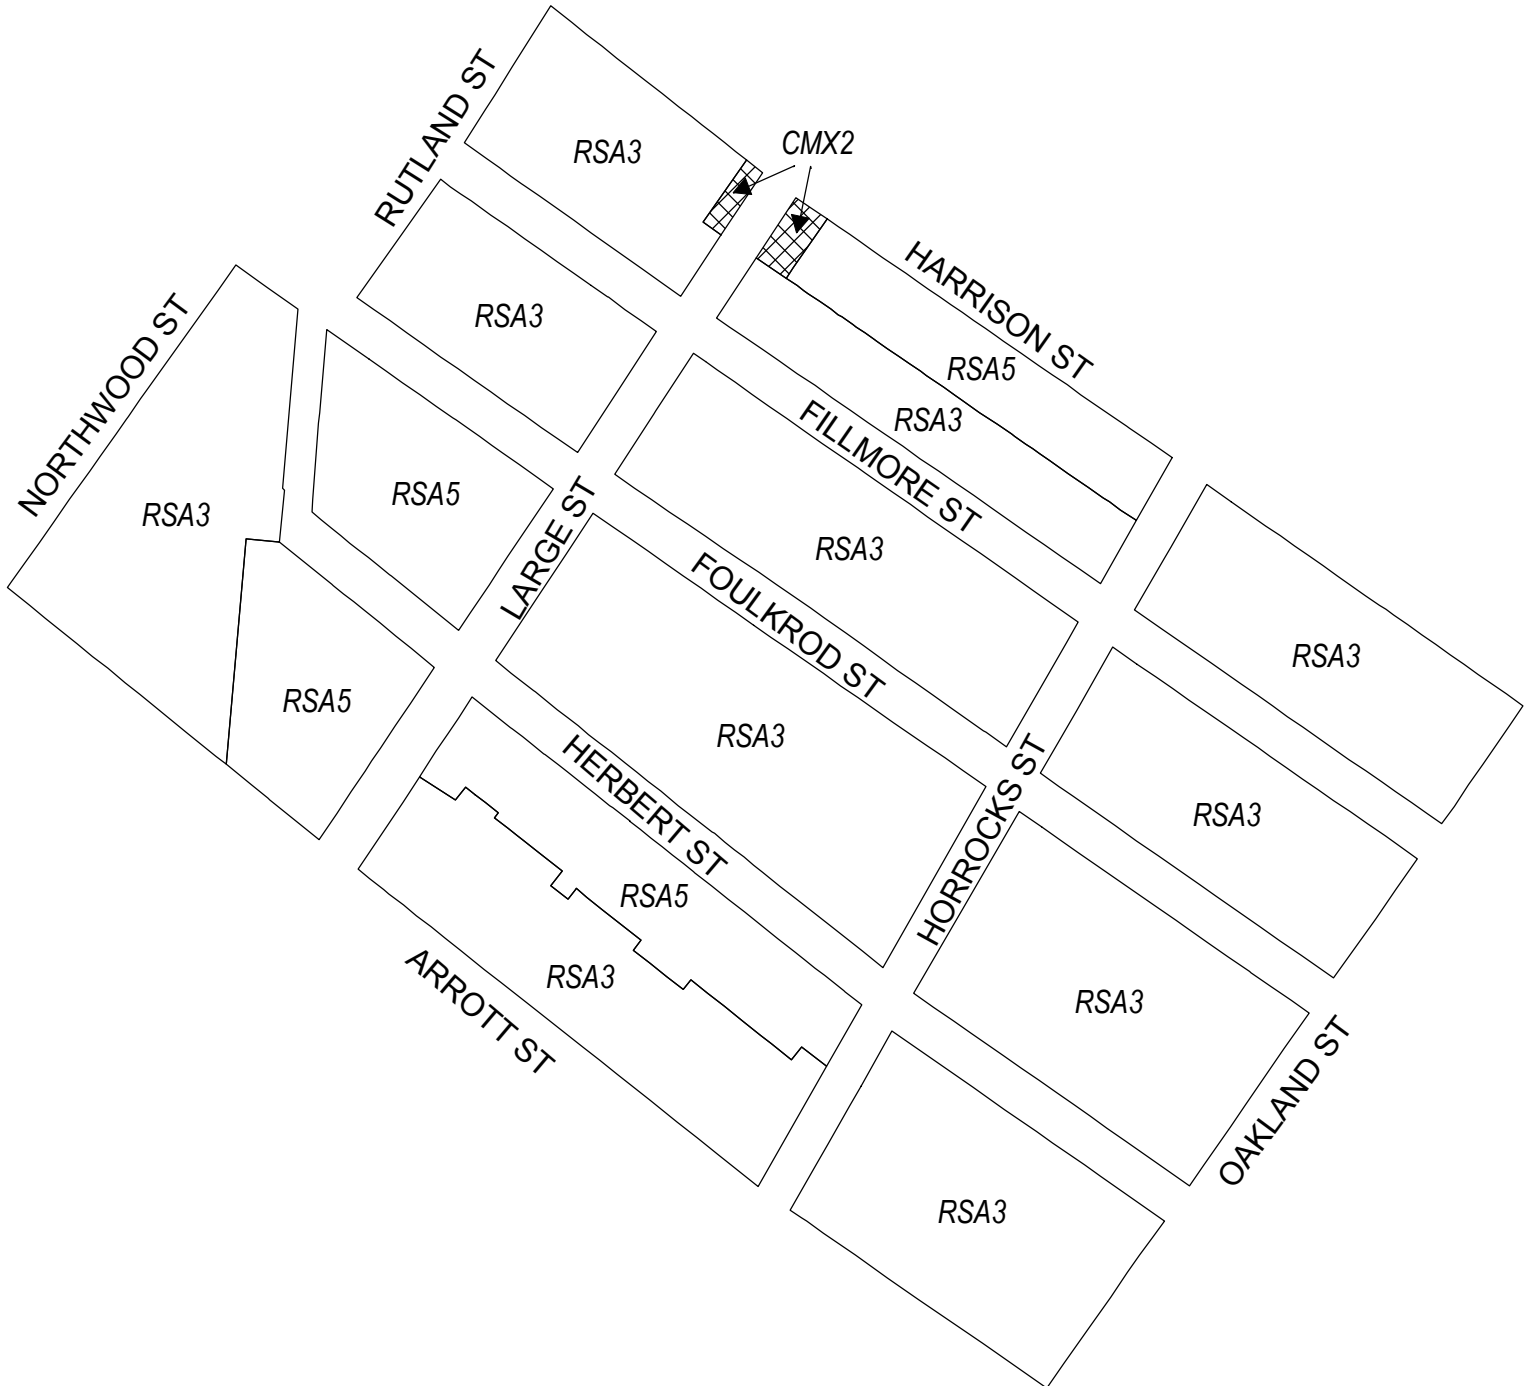 RUTLAND ST
RSA3
CMX2
HARRISON ST
RSA3
NORTHWOOD ST
RSA5
RSA3
FILLMORE ST
RSA3
RSA5
LARGE ST
RSA3
FOULKROD ST
RSA3
RSA5
RSA3
HERBERT ST
HORROCKS ST
RSA3
RSA5
RSA3
ARROTT ST
RSA3
OAKLAND ST
RSA3